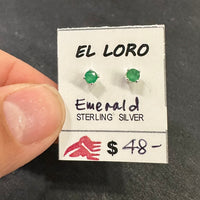 EL LORO
Emerald
STERLING SILVER
$48-